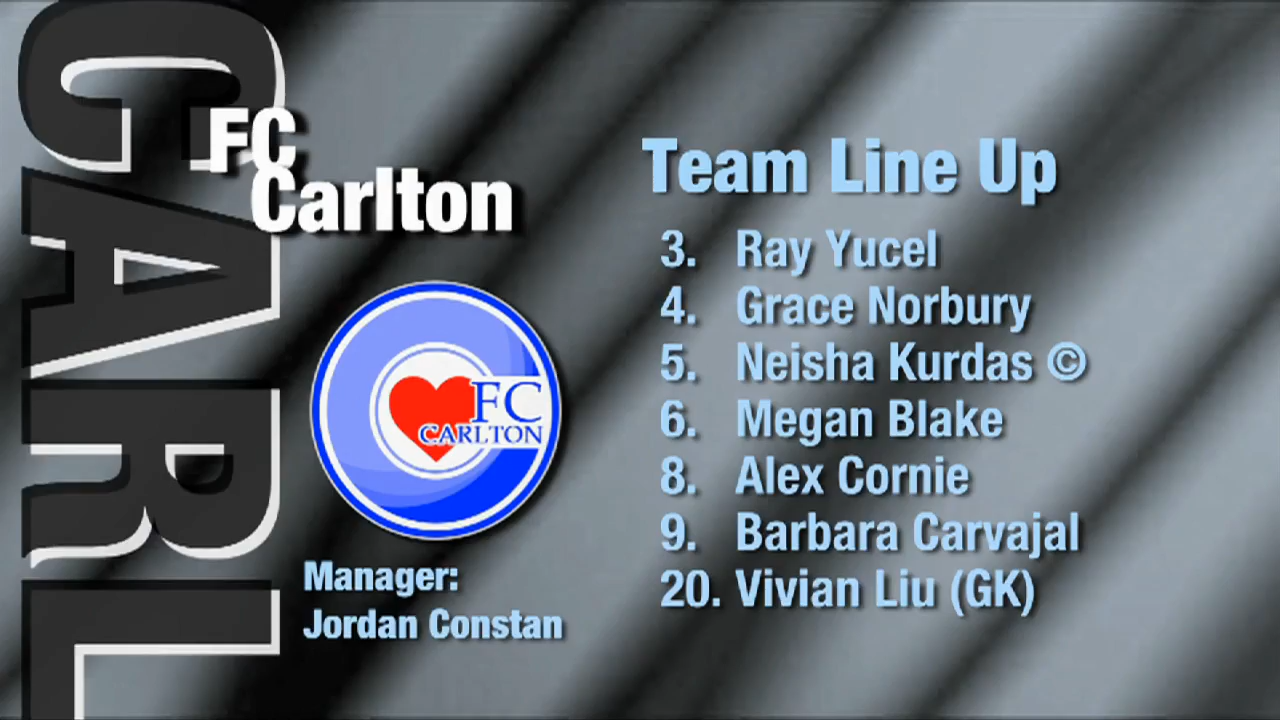 CARL
FC
Carlton
FC
CARLTON
Manager:
Jordan Constan
Team Line Up
3. Ray Yucel
4. Grace Norbury
5. Neisha Kurdas ©
6. Megan Blake
8. Alex Cornie
9. Barbara Carvajal
20. Vivian Liu (GK)